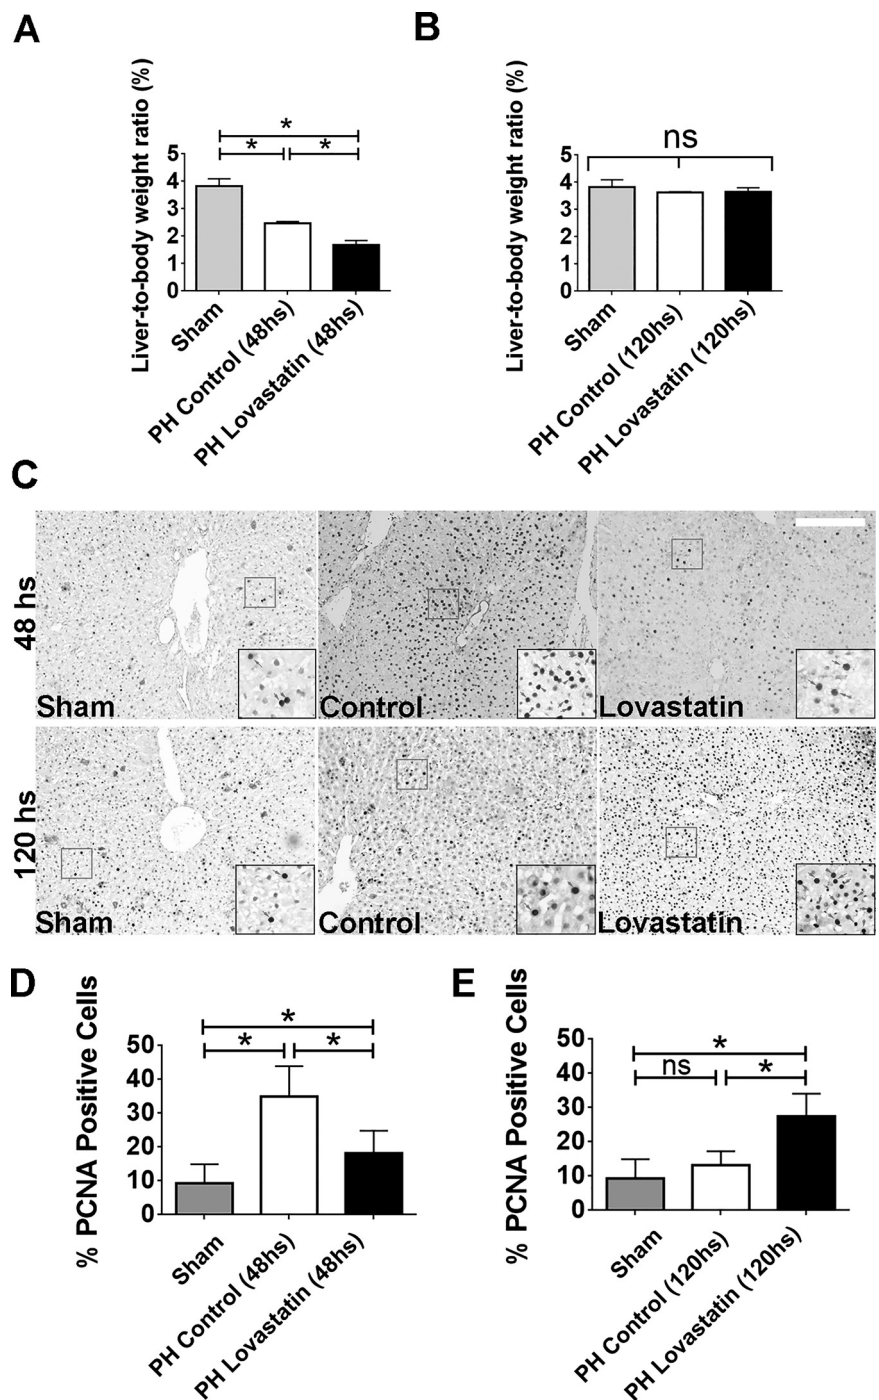 A
B
Liver-to-body weight ratio (%)
*
*
*
5
4
3
2
1
0
Sham
PH Control (48hs)
PH Lovastatin (48hs)
Liver-to-body weight ratio (%)
ns
5
4
3
2
1
0
Sham
PH Control (120hs)
PH Lovastatin (120hs)
C
48 hs
Sham
Control
Lovastatin
120 hs
Sham
Control
Lovastatin
D
E
% PCNA Positive Cells
*
*
*
50
40
30
20
10
0
Sham
PH Control (48hs)
PH Lovastatin (48hs)
% PCNA Positive Cells
*
ns
*
50
40
30
20
10
0
Sham
PH Control (120hs)
PH Lovastatin (120hs)